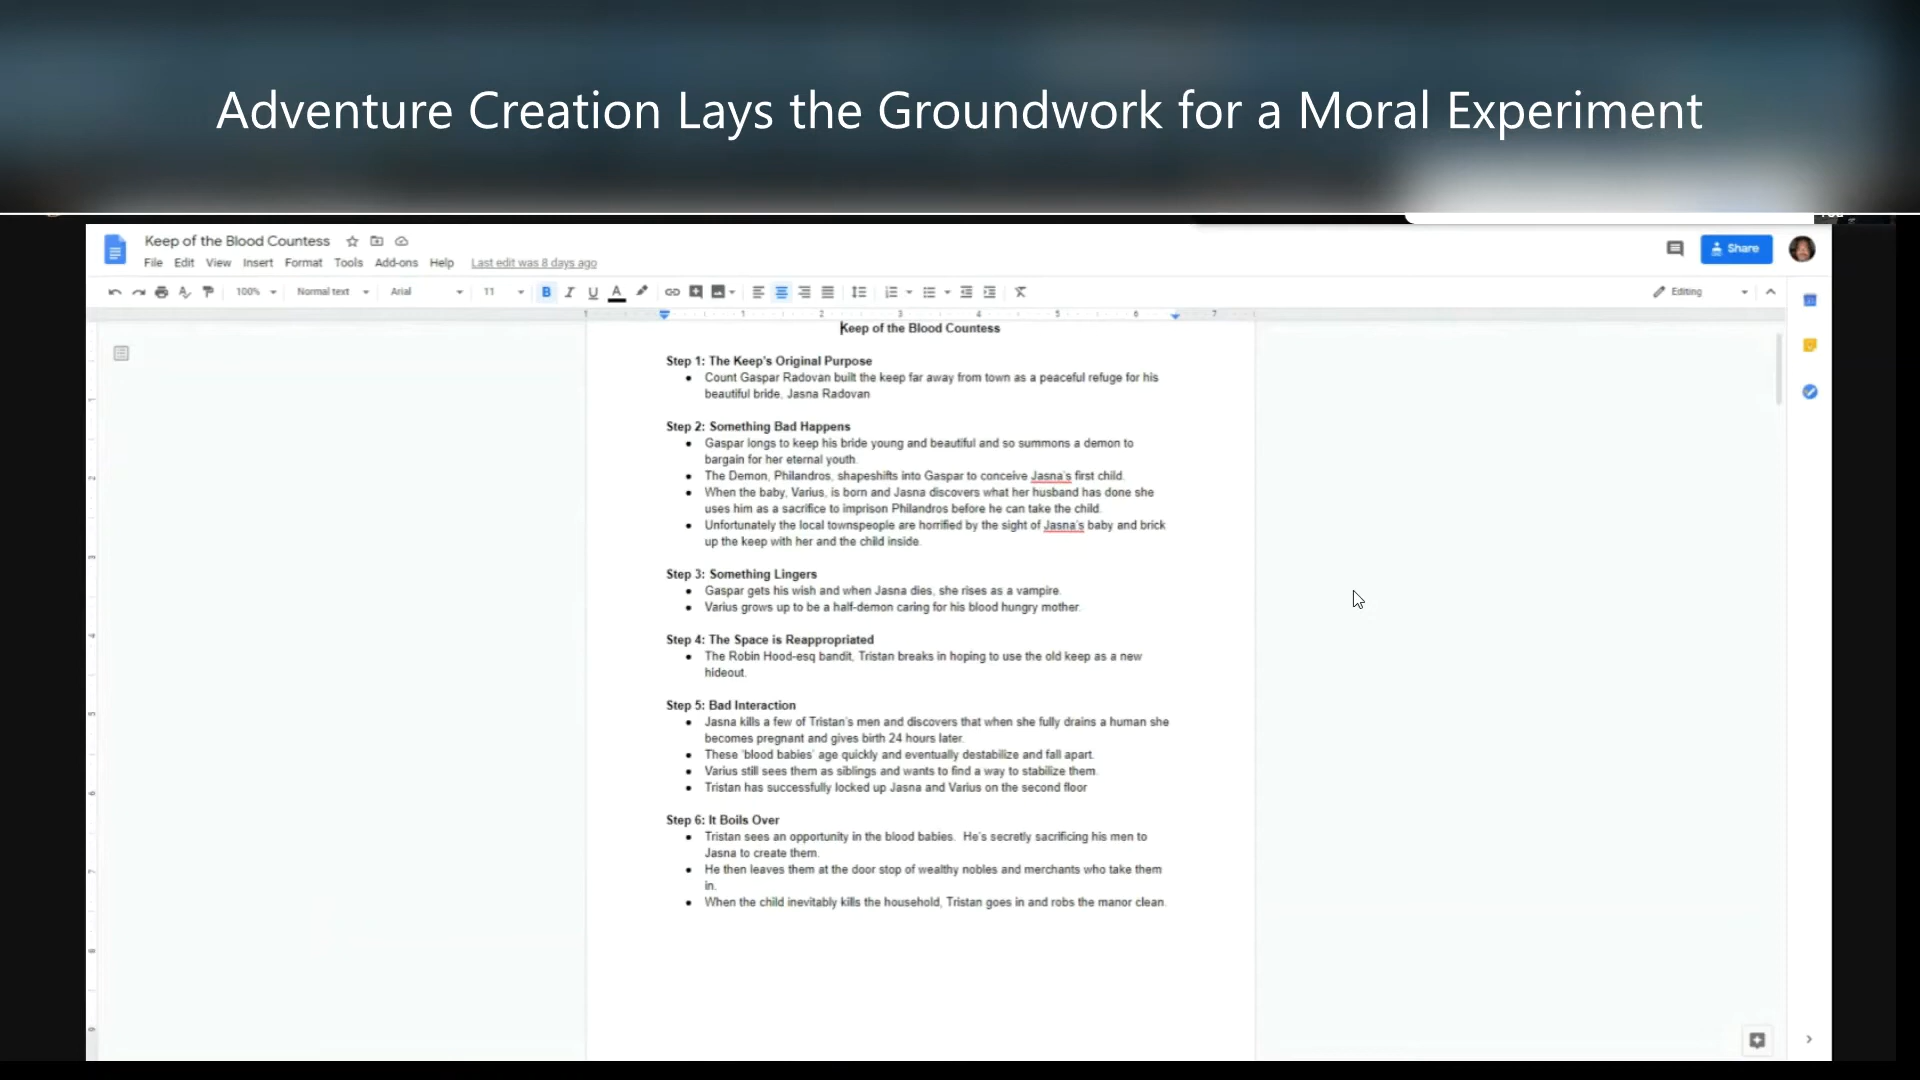 Adventure Creation Lays the Groundwork for a Moral Experiment
Keep of the Blood Countess
Share
File Edit View Insert Format Tools Add-ons Help Last edit was 8 days ago
100% Normal text Arial 11 B I U A Editing
1 1 2 3 4 5 6 7
Keep of the Blood Countess
Step 1: The Keep's Original Purpose
● Count Gaspar Radovan built the keep far away from town as a peaceful refuge for his
beautiful bride, Jasna Radovan
Step 2: Something Bad Happens
● Gaspar longs to keep his bride young and beautiful and so summons a demon to
bargain for her eternal youth.
● The Demon, Philandros, shapeshifts into Gaspar to conceive Jasna's first child.
● When the baby, Varius, is born and Jasna discovers what her husband has done she
uses him as a sacrifice to imprison Philandros before he can take the child.
● Unfortunately the local townspeople are horrified by the sight of Jasna's baby and brick
up the keep with her and the child inside.
Step 3: Something Lingers
● Gaspar gets his wish and when Jasna dies, she rises as a vampire.
● Varius grows up to be a half-demon caring for his blood hungry mother.
Step 4: The Space is Reappropriated
● The Robin Hood-esq bandit, Tristan breaks in hoping to use the old keep as a new
hideout.
Step 5: Bad Interaction
● Jasna kills a few of Tristan's men and discovers that when she fully drains a human she
becomes pregnant and gives birth 24 hours later.
● These 'blood babies' age quickly and eventually destabilize and fall apart.
● Varius still sees them as siblings and wants to find a way to stabilize them.
● Tristan has successfully locked up Jasna and Varius on the second floor
Step 6: It Boils Over
● Tristan sees an opportunity in the blood babies. He's secretly sacrificing his men to
Jasna to create them.
● He then leaves them at the door stop of wealthy nobles and merchants who take them
in.
● When the child inevitably kills the household, Tristan goes in and robs the manor clean.